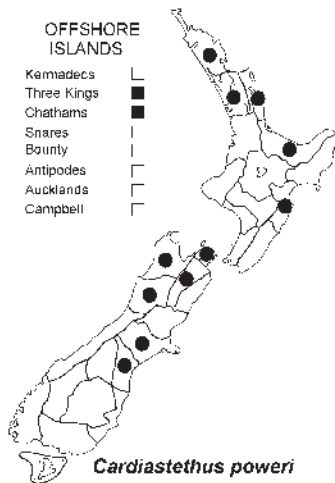 OFFSHORE
ISLANDS
Kermadecs
Three Kings
Chathams
Snares
Bounty
Antipodes
Aucklands
Campbell
Cardiastethus poweri